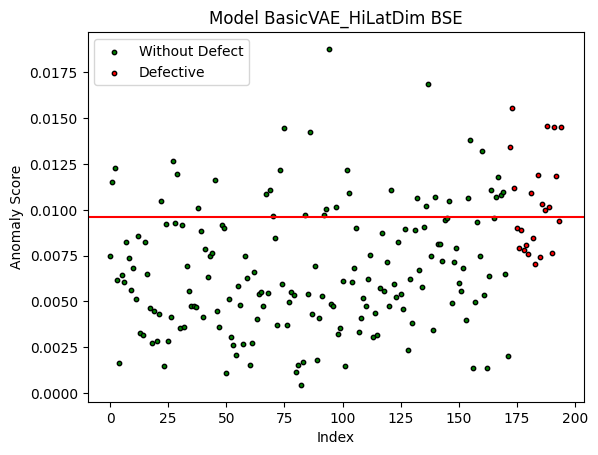 Model BasicVAE_HiLatDim BSE
Without Defect
Defective
0.0175
0.0150
0.0125
0.0100
0.0075
0.0050
0.0025
0.0000
Anomaly Score
0 25 50 75 100 125 150 175 200
Index